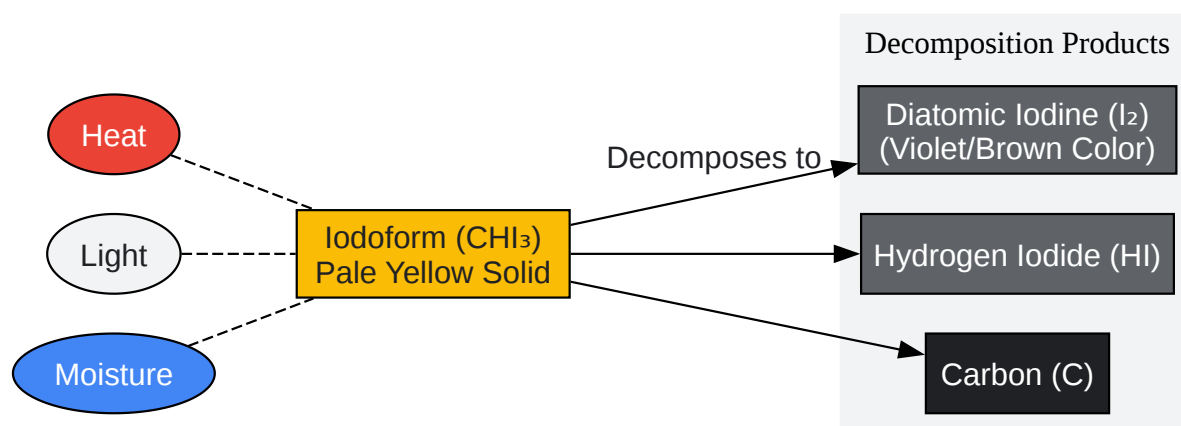 Decomposition Products
Heat
Light
Moisture
Iodoform (CHI₃)
Pale Yellow Solid
Decomposes to
Diatomic Iodine (I₂)
(Violet/Brown Color)
Hydrogen Iodide (HI)
Carbon (C)